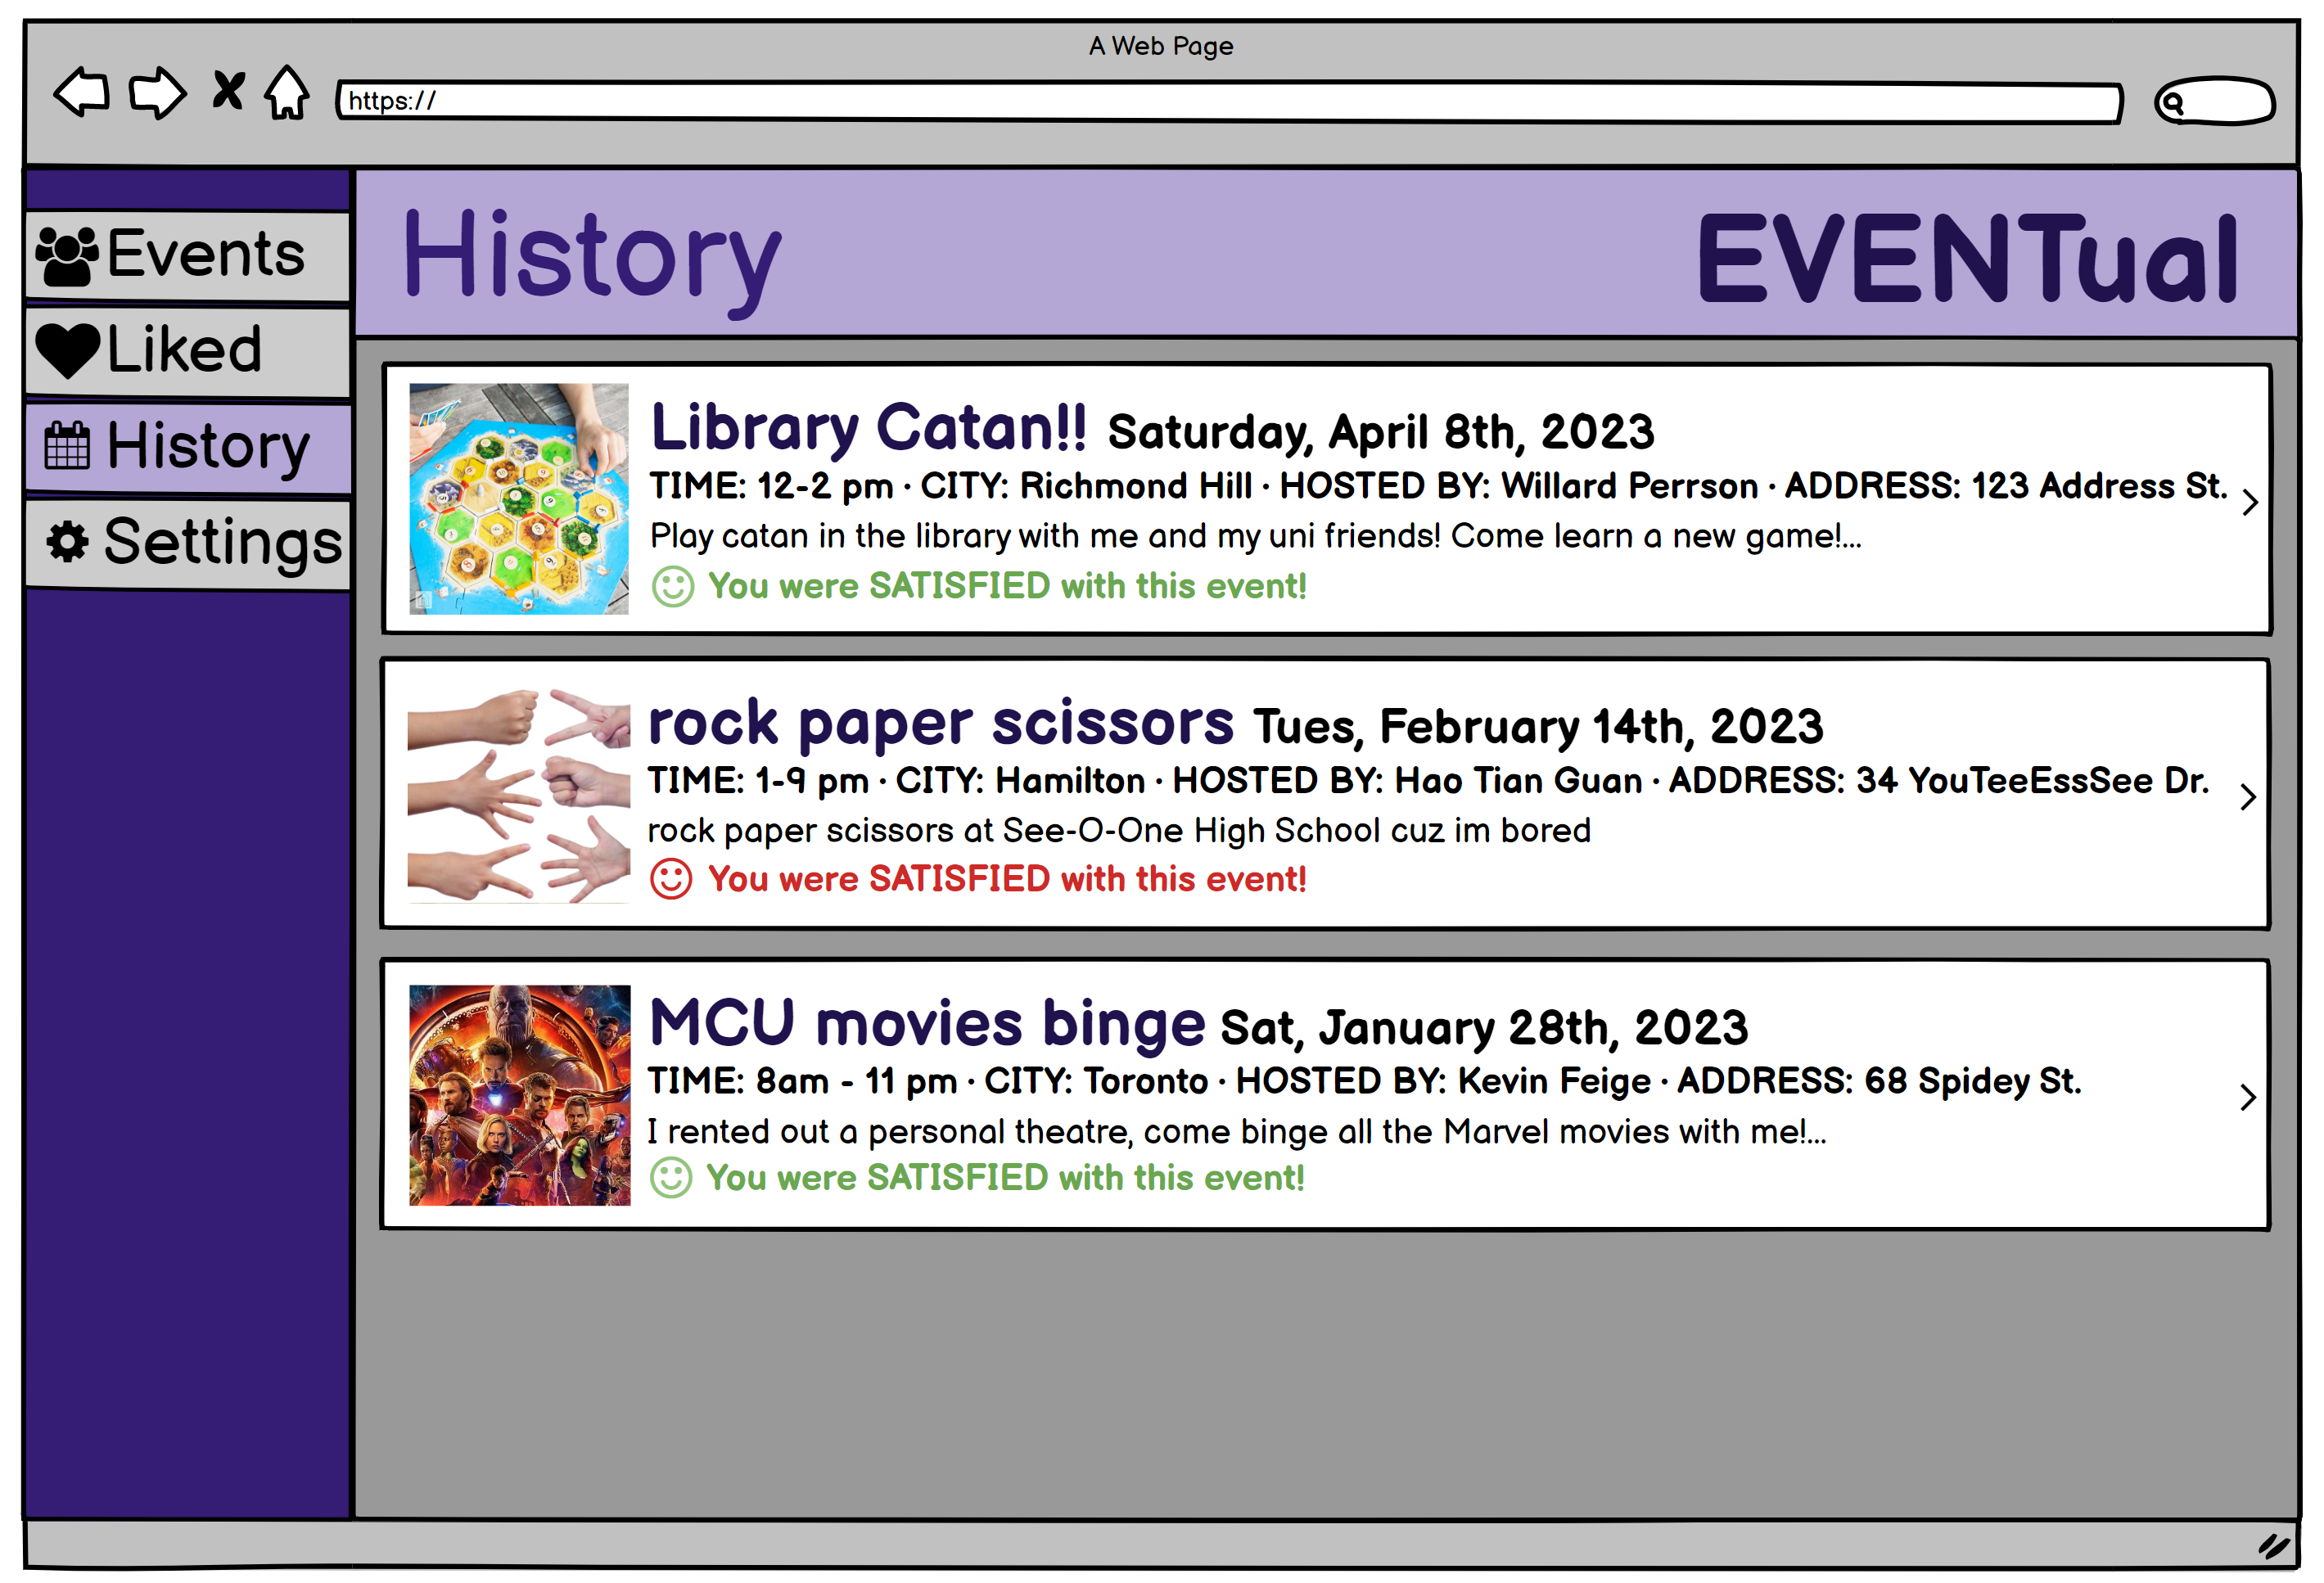 A Web Page
https://
Events
Liked
History
Settings
History
EVENTual
Library Catan!! Saturday, April 8th, 2023
TIME: 12-2 pm · CITY: Richmond Hill · HOSTED BY: Willard Perrson · ADDRESS: 123 Address St.
Play catan in the library with me and my uni friends! Come learn a new game!...
You were SATISFIED with this event!
rock paper scissors Tues, February 14th, 2023
TIME: 1-9 pm · CITY: Hamilton · HOSTED BY: Hao Tian Guan · ADDRESS: 34 YouTeeEssSee Dr.
rock paper scissors at See-O-One High School cuz im bored
You were SATISFIED with this event!
MCU movies binge Sat, January 28th, 2023
TIME: 8am - 11 pm · CITY: Toronto · HOSTED BY: Kevin Feige · ADDRESS: 68 Spidey St.
I rented out a personal theatre, come binge all the Marvel movies with me!...
You were SATISFIED with this event!